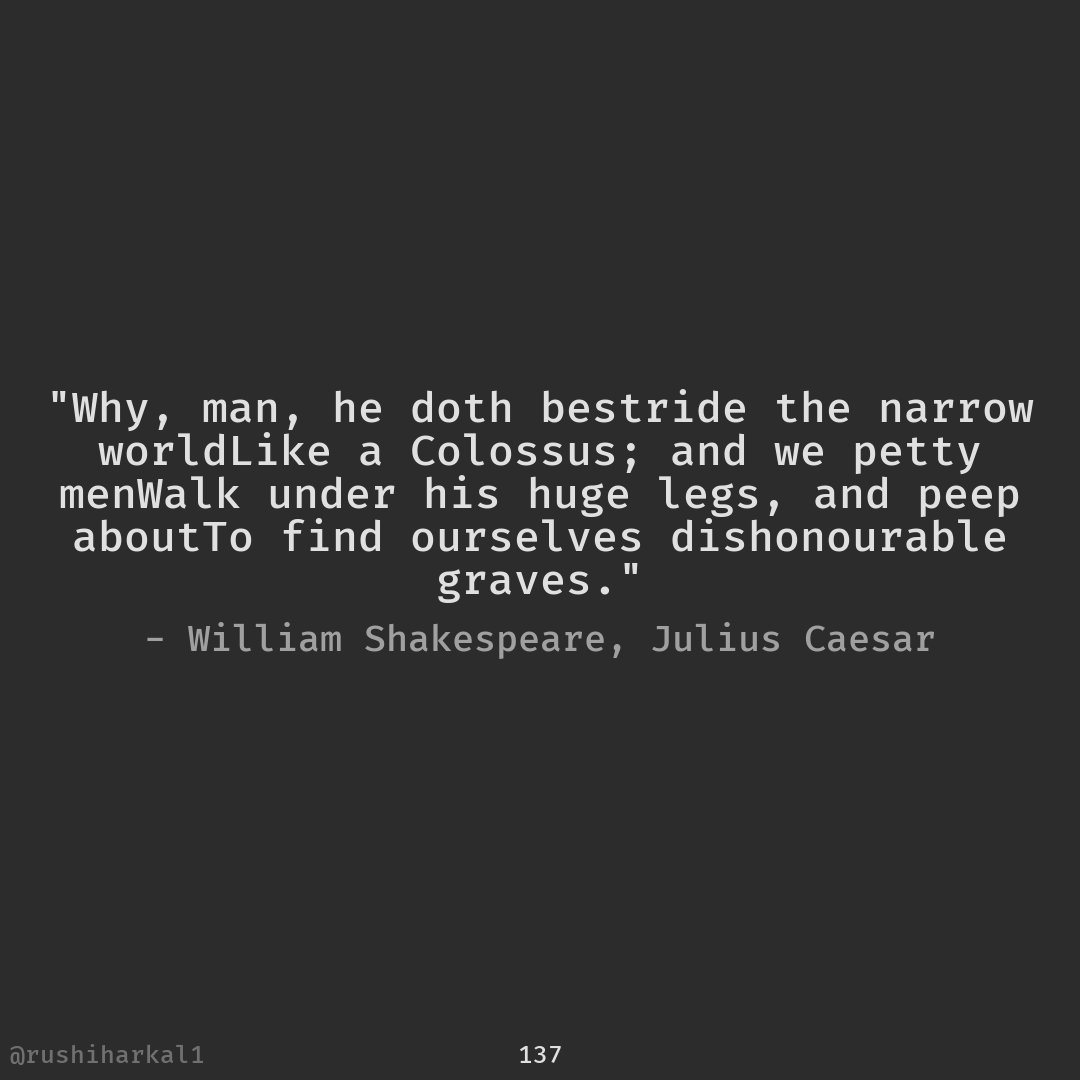 "Why, man, he doth bestride the narrow
worldLike a Colossus; and we petty
menWalk under his huge legs, and peep
aboutTo find ourselves dishonourable
graves."
– William Shakespeare, Julius Caesar
@rushiharkal1
137